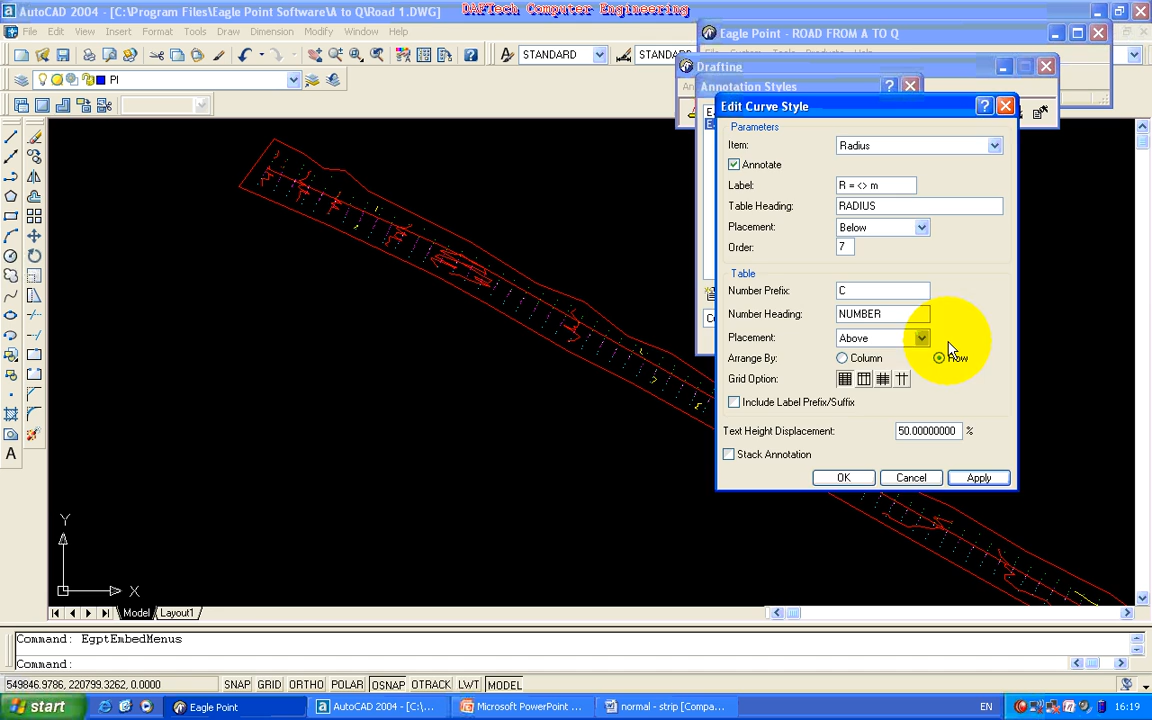 AutoCAD 2004 - [C:\Program Files\Eagle Point Software\A to Q\Road 1.DWG]
DAFTech Computer Engineering
File Edit View Insert Format Tools Draw Dimension Modify Window Help
Eagle Point - ROAD FROM A TO Q
STANDARD
STANDARD
Drafting
PI
Annotation Styles
Edit Curve Style
Parameters
Item: Radius
Annotate
Label: R = <> m
Table Heading: RADIUS
Placement: Below
Order: 7
Table
Number Prefix: C
Number Heading: NUMBER
Placement: Above
Arrange By: Column Row
Grid Option:
Include Label Prefix/Suffix
Text Height Displacement: 50.00000000 %
Stack Annotation
OK Cancel Apply
Y
X
A
Model Layout1
Command: EgptEmbedMenus
Command:
549846.9786, 220799.3262, 0.0000 SNAP GRID ORTHO POLAR OSNAP OTRACK LWT MODEL
start Eagle Point AutoCAD 2004 - [C:\... Microsoft PowerPoint ... normal - strip [Compa... EN 16:19